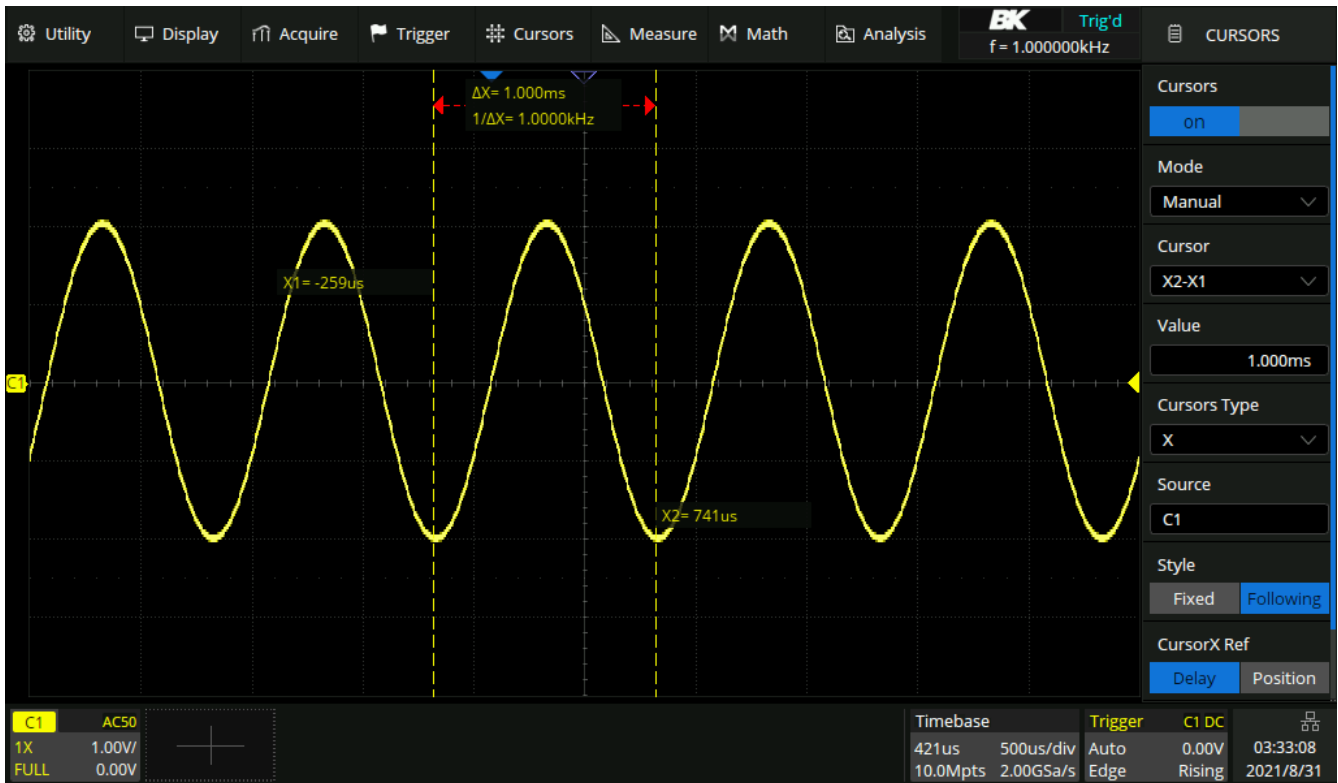 Utility Display Acquire Trigger Cursors Measure Math Analysis
BK Trig'd
f = 1.000000kHz
CURSORS
ΔX= 1.000ms
1/ΔX= 1.0000kHz
X1= -259us
X2= 741us
C1
Cursors
on
Mode
Manual
Cursor
X2-X1
Value
1.000ms
Cursors Type
X
Source
C1
Style
Fixed Following
CursorX Ref
Delay Position
C1 AC50
1X 1.00V/
FULL 0.00V
Timebase
421us 500us/div
10.0Mpts 2.00GSa/s
Trigger C1 DC
Auto 0.00V
Edge Rising
03:33:08
2021/8/31